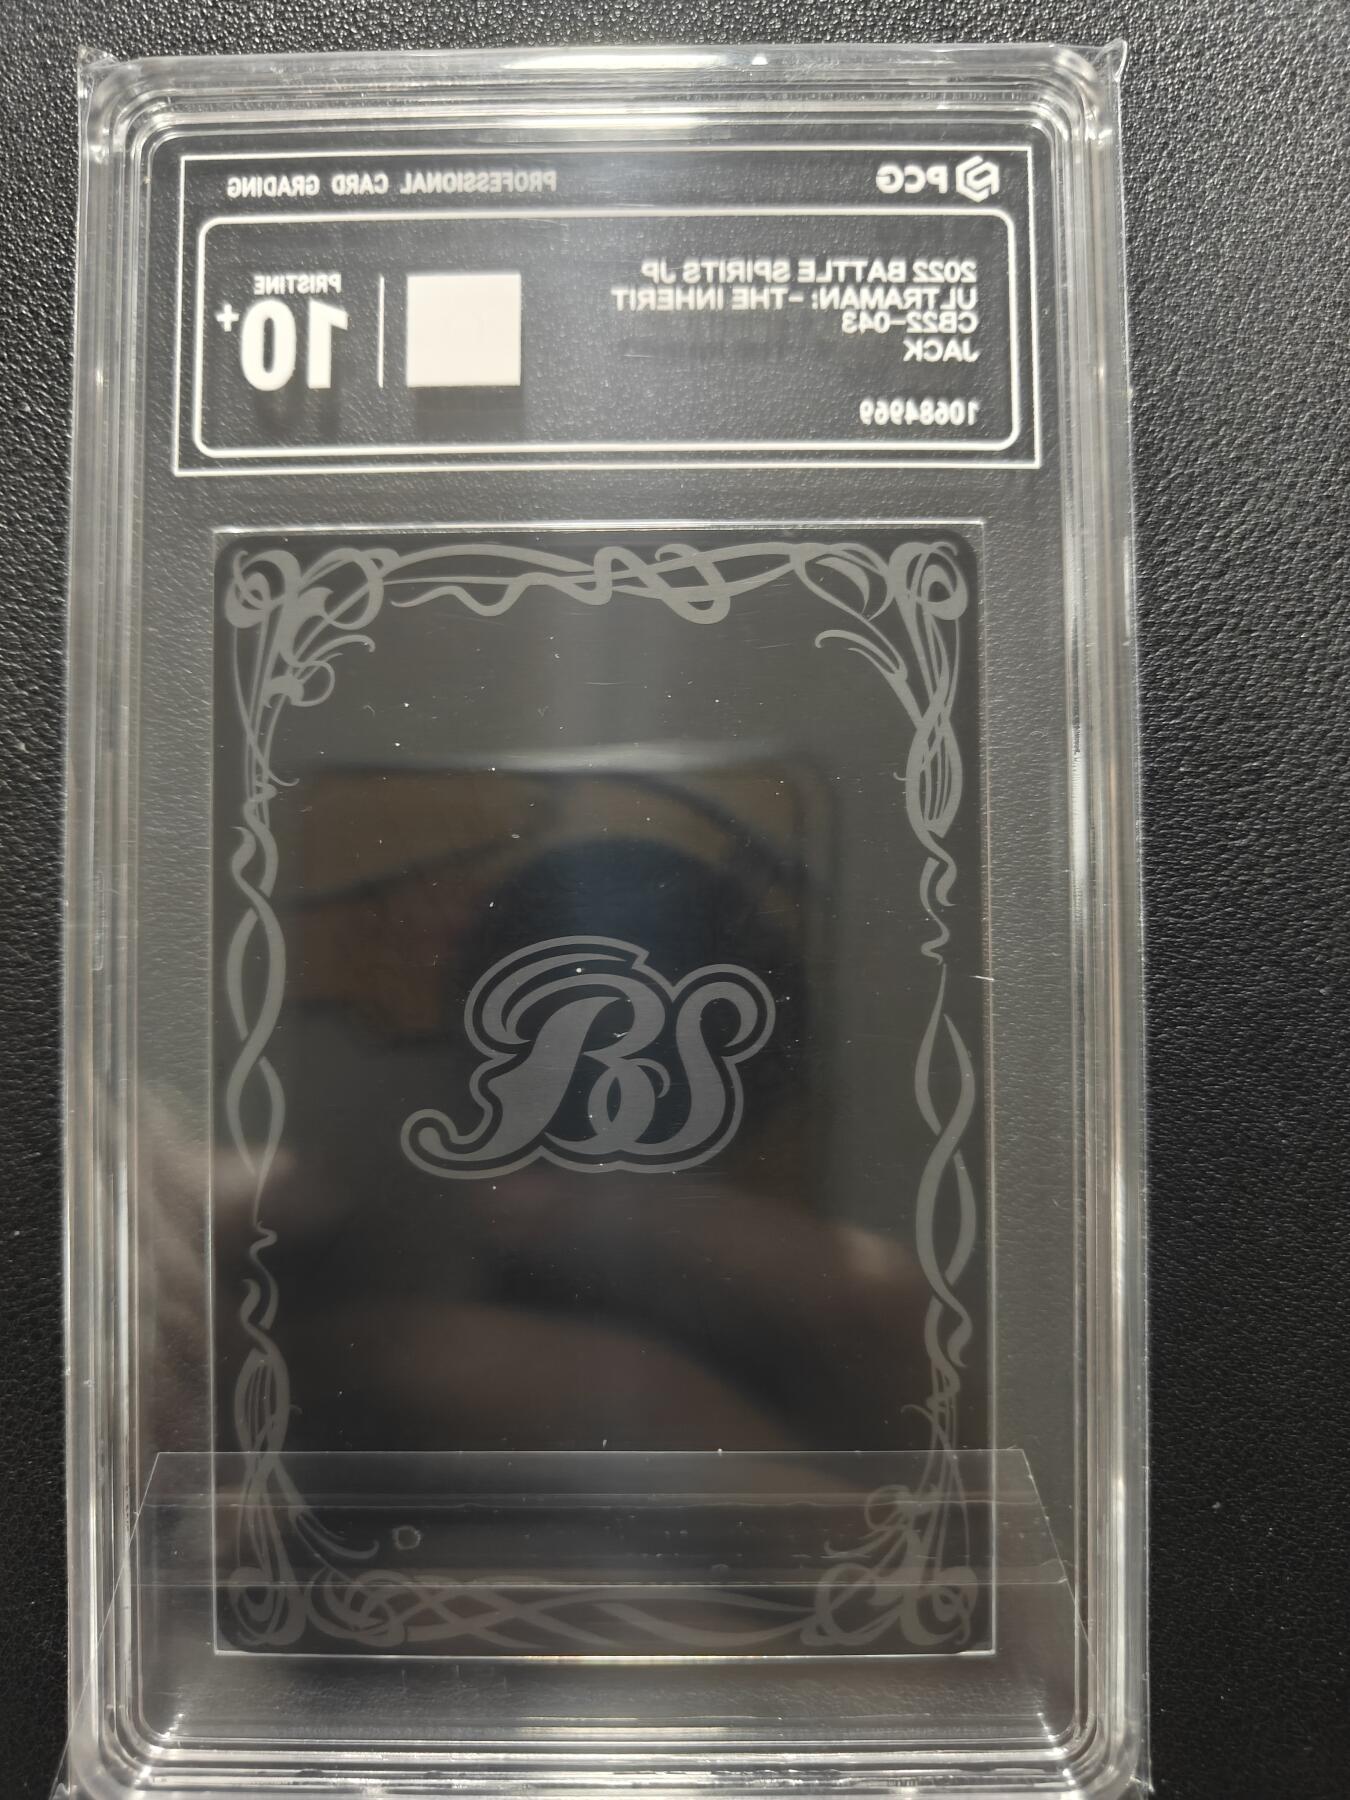 PCG
PROFESSIONAL CARD GRADING
2022 BATTLE SPIRITS JP
ULTRAMAN: -THE INHERIT
CB22-043
JACK
10684969
PRISTINE
10+
BS